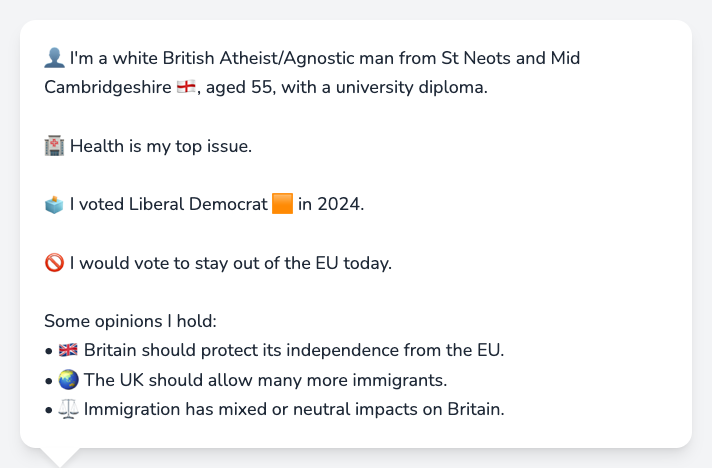 👤 I'm a white British Atheist/Agnostic man from St Neots and Mid
Cambridgeshire 🏴󠁧󠁢󠁥󠁮󠁧󠁿, aged 55, with a university diploma.
🏥 Health is my top issue.
🗳️ I voted Liberal Democrat 🟧 in 2024.
🚫 I would vote to stay out of the EU today.
Some opinions I hold:
• 🇬🇧 Britain should protect its independence from the EU.
• 🌏 The UK should allow many more immigrants.
• ⚖️ Immigration has mixed or neutral impacts on Britain.